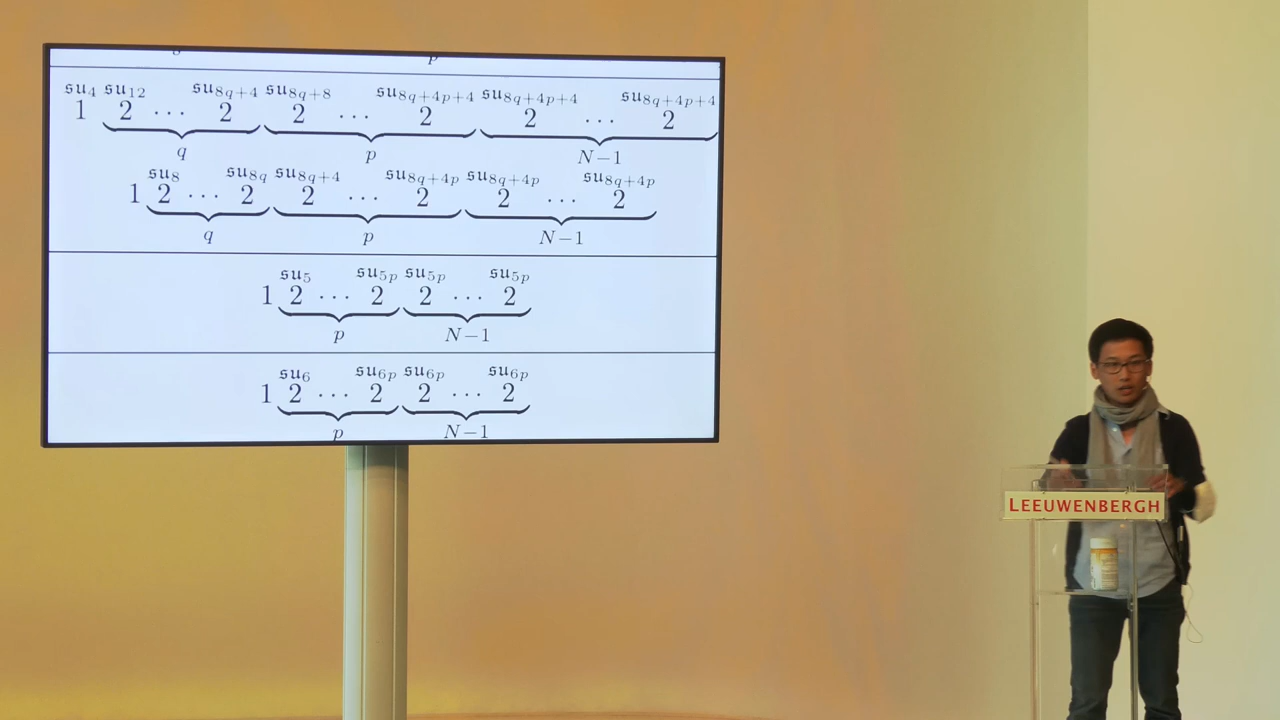 p
su₄ su₁₂ su₈q₊₄ su₈q₊₈ su₈q₊₄p₊₄ su₈q₊₄p₊₄ su₈q₊₄p₊₄
1 2 ⋯ 2 2 ⋯ 2 2 ⋯ 2
q p N−1
su₈ su₈q su₈q₊₄ su₈q₊₄p su₈q₊₄p su₈q₊₄p
1 2 ⋯ 2 2 ⋯ 2 2 ⋯ 2
q p N−1
su₅ su₅p su₅p su₅p
1 2 ⋯ 2 2 ⋯ 2
p N−1
su₆ su₆p su₆p su₆p
1 2 ⋯ 2 2 ⋯ 2
p N−1
LEEUWENBERGH